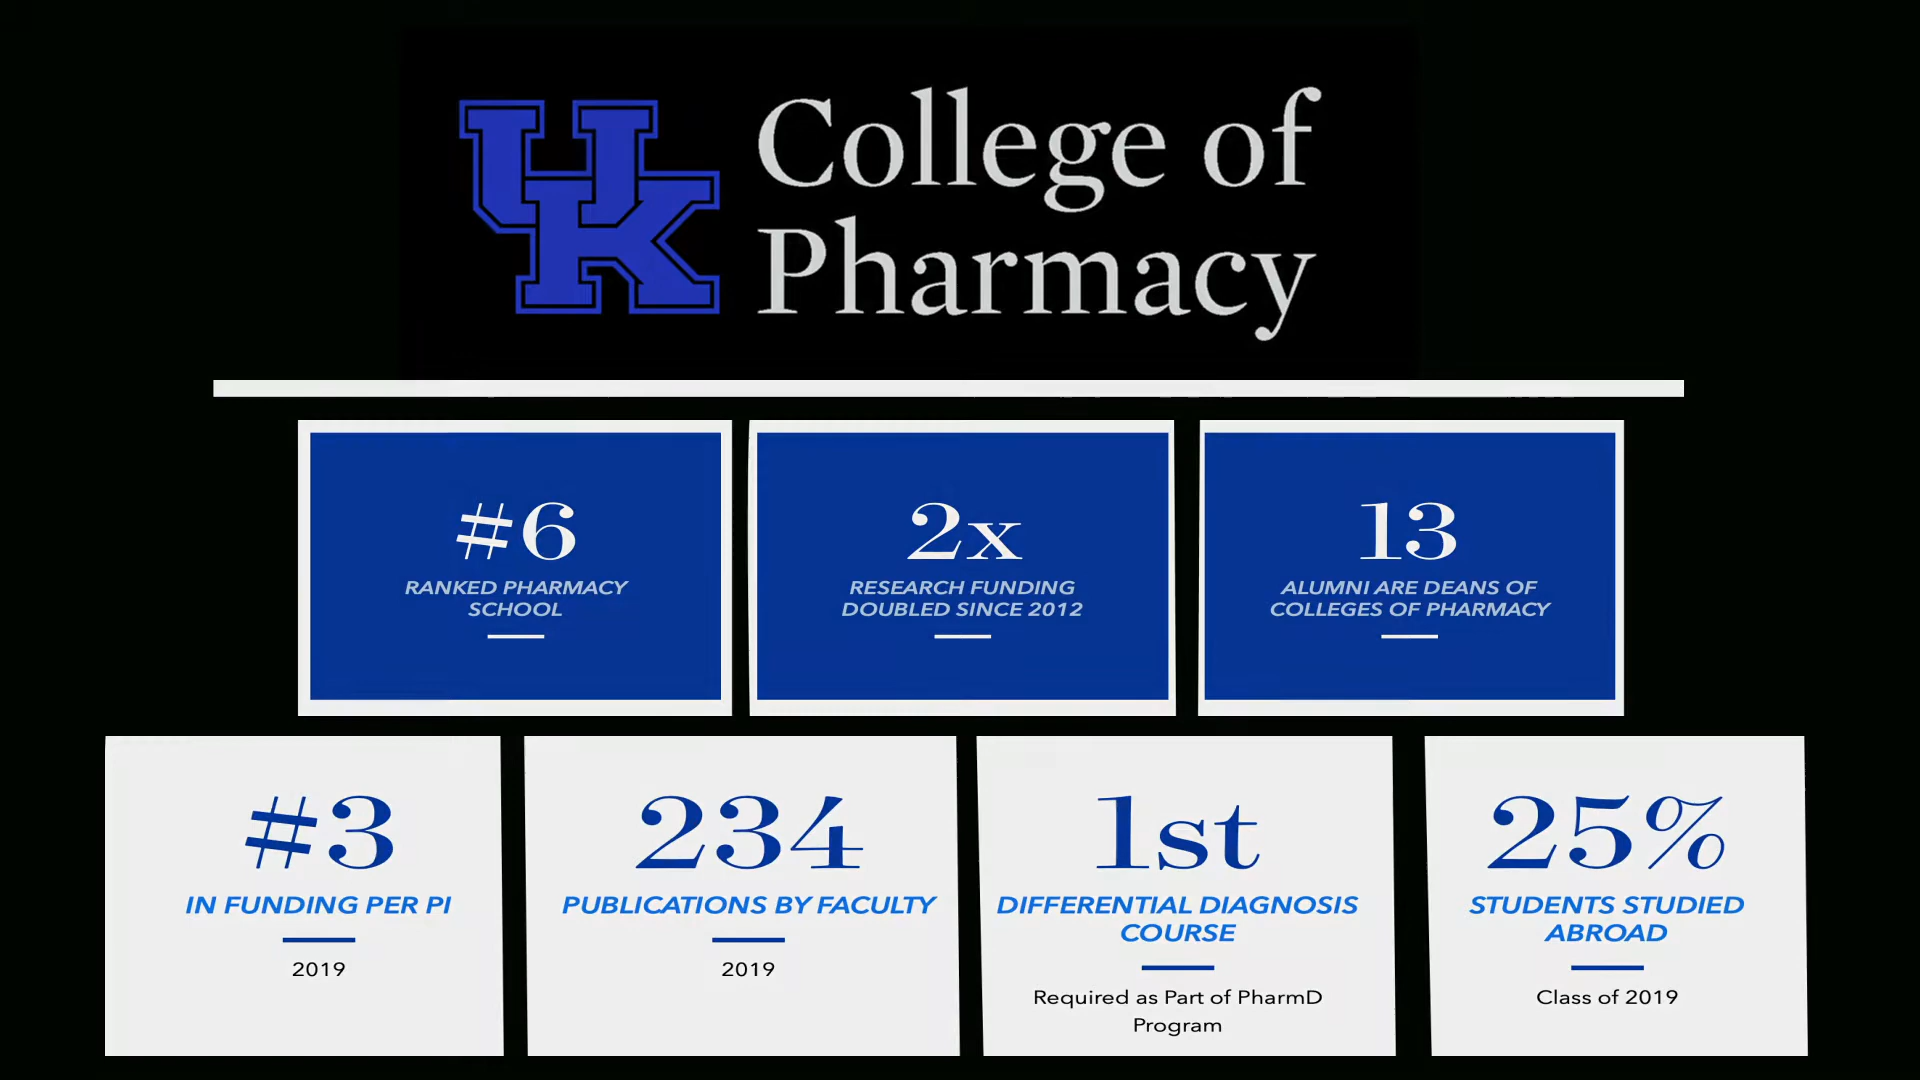 UK
College of
Pharmacy
#6
RANKED PHARMACY
SCHOOL
2x
RESEARCH FUNDING
DOUBLED SINCE 2012
13
ALUMNI ARE DEANS OF
COLLEGES OF PHARMACY
#3
IN FUNDING PER PI
2019
234
PUBLICATIONS BY FACULTY
2019
1st
DIFFERENTIAL DIAGNOSIS
COURSE
Required as Part of PharmD
Program
25%
STUDENTS STUDIED
ABROAD
Class of 2019